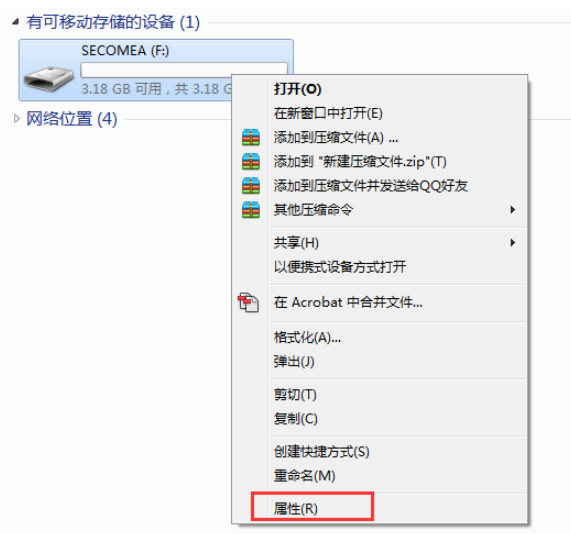 有可移动存储的设备 (1)
SECOMEA (F:)
3.18 GB 可用，共 3.18 G
网络位置 (4)
打开(O)
在新窗口中打开(E)
添加到压缩文件(A) ...
添加到 "新建压缩文件.zip"(T)
添加到压缩文件并发送给QQ好友
其他压缩命令
共享(H)
以便携式设备方式打开
在 Acrobat 中合并文件...
格式化(A)...
弹出(J)
剪切(T)
复制(C)
创建快捷方式(S)
重命名(M)
属性(R)